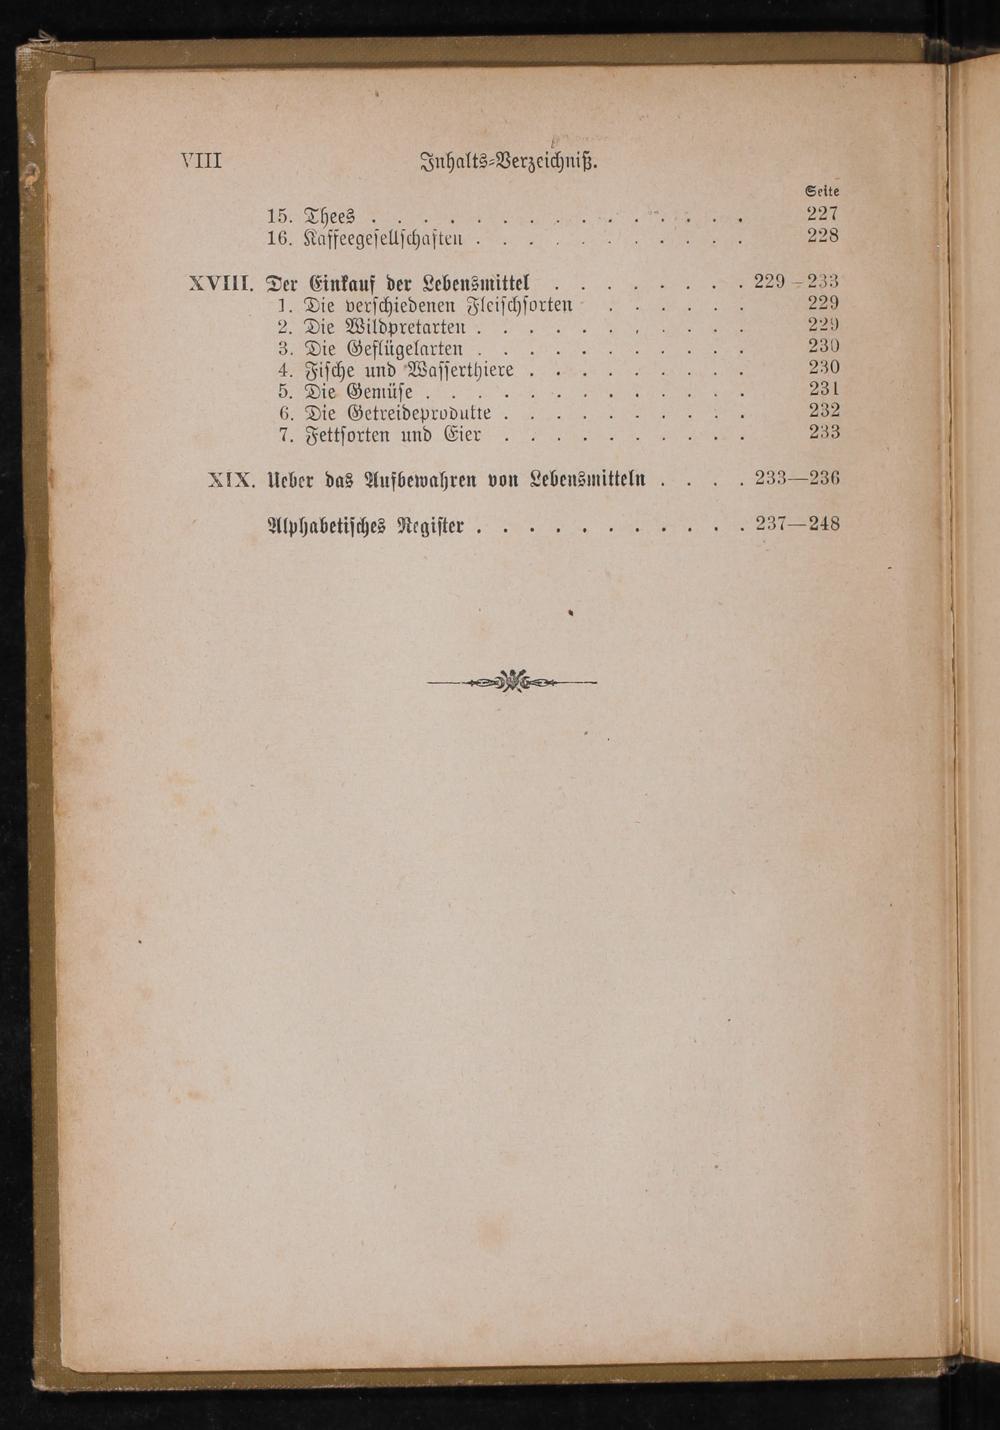 VIII Inhalts-Verzeichniß.
Seite
15. Thees . . . . . . . . . . . . . . . 227
16. Kaffeegesellschaften . . . . . . . . . . . 228
XVIII. Der Einkauf der Lebensmittel . . . . . . . . 229–233
1. Die verschiedenen Fleischsorten . . . . . . 229
2. Die Wildpretarten . . . . . . . . . . . 229
3. Die Geflügelarten . . . . . . . . . . . 230
4. Fische und Wasserthiere . . . . . . . . . 230
5. Die Gemüse . . . . . . . . . . . . . 231
6. Die Getreideprodutte . . . . . . . . . . 232
7. Fettsorten und Eier . . . . . . . . . . 233
XIX. Ueber das Aufbewahren von Lebensmitteln . . . . 233—236
Alphabetisches Register . . . . . . . . . . . 237—248